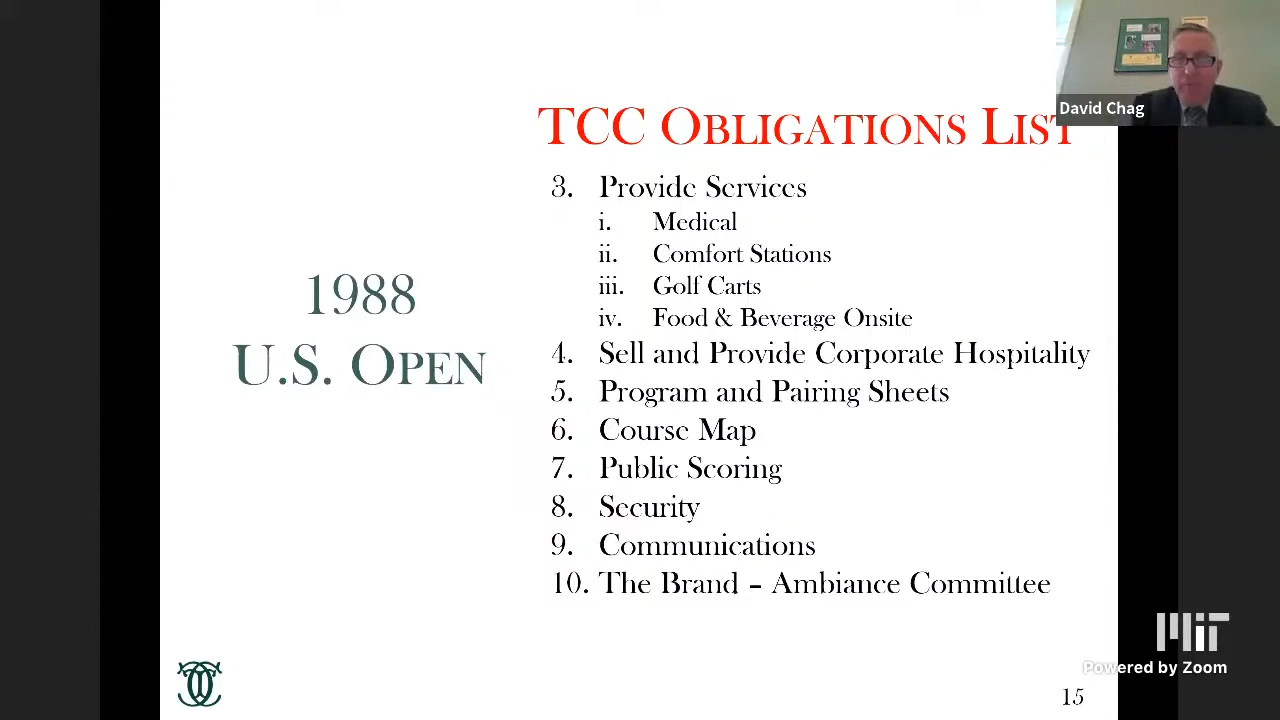 David Chag
TCC OBLIGATIONS LIST
1988
U.S. OPEN
3. Provide Services
i. Medical
ii. Comfort Stations
iii. Golf Carts
iv. Food & Beverage Onsite
4. Sell and Provide Corporate Hospitality
5. Program and Pairing Sheets
6. Course Map
7. Public Scoring
8. Security
9. Communications
10. The Brand – Ambiance Committee
MIT
Powered by Zoom
15